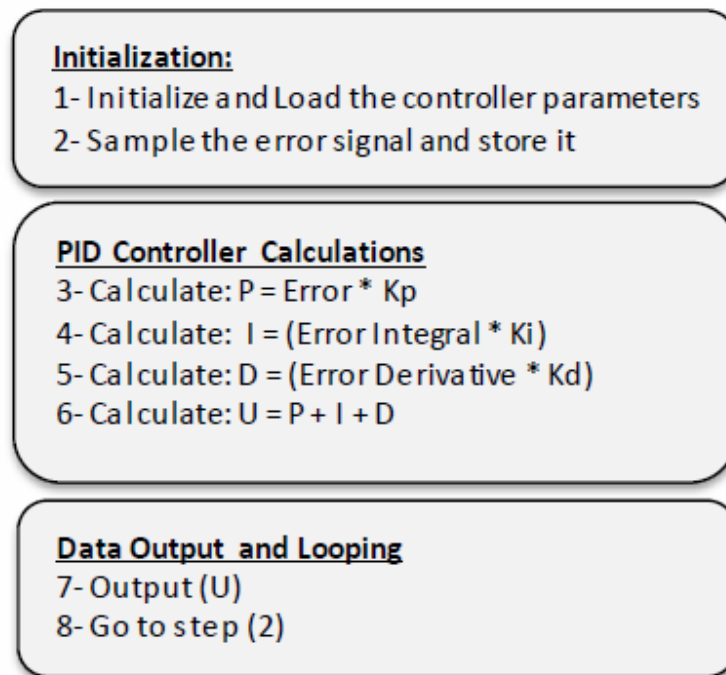 Initialization:
1- Initialize and Load the controller parameters
2- Sample the error signal and store it
PID Controller Calculations
3- Calculate: P = Error * Kp
4- Calculate: I = (Error Integral * Ki)
5- Calculate: D = (Error Derivative * Kd)
6- Calculate: U = P + I + D
Data Output and Looping
7- Output (U)
8- Go to step (2)